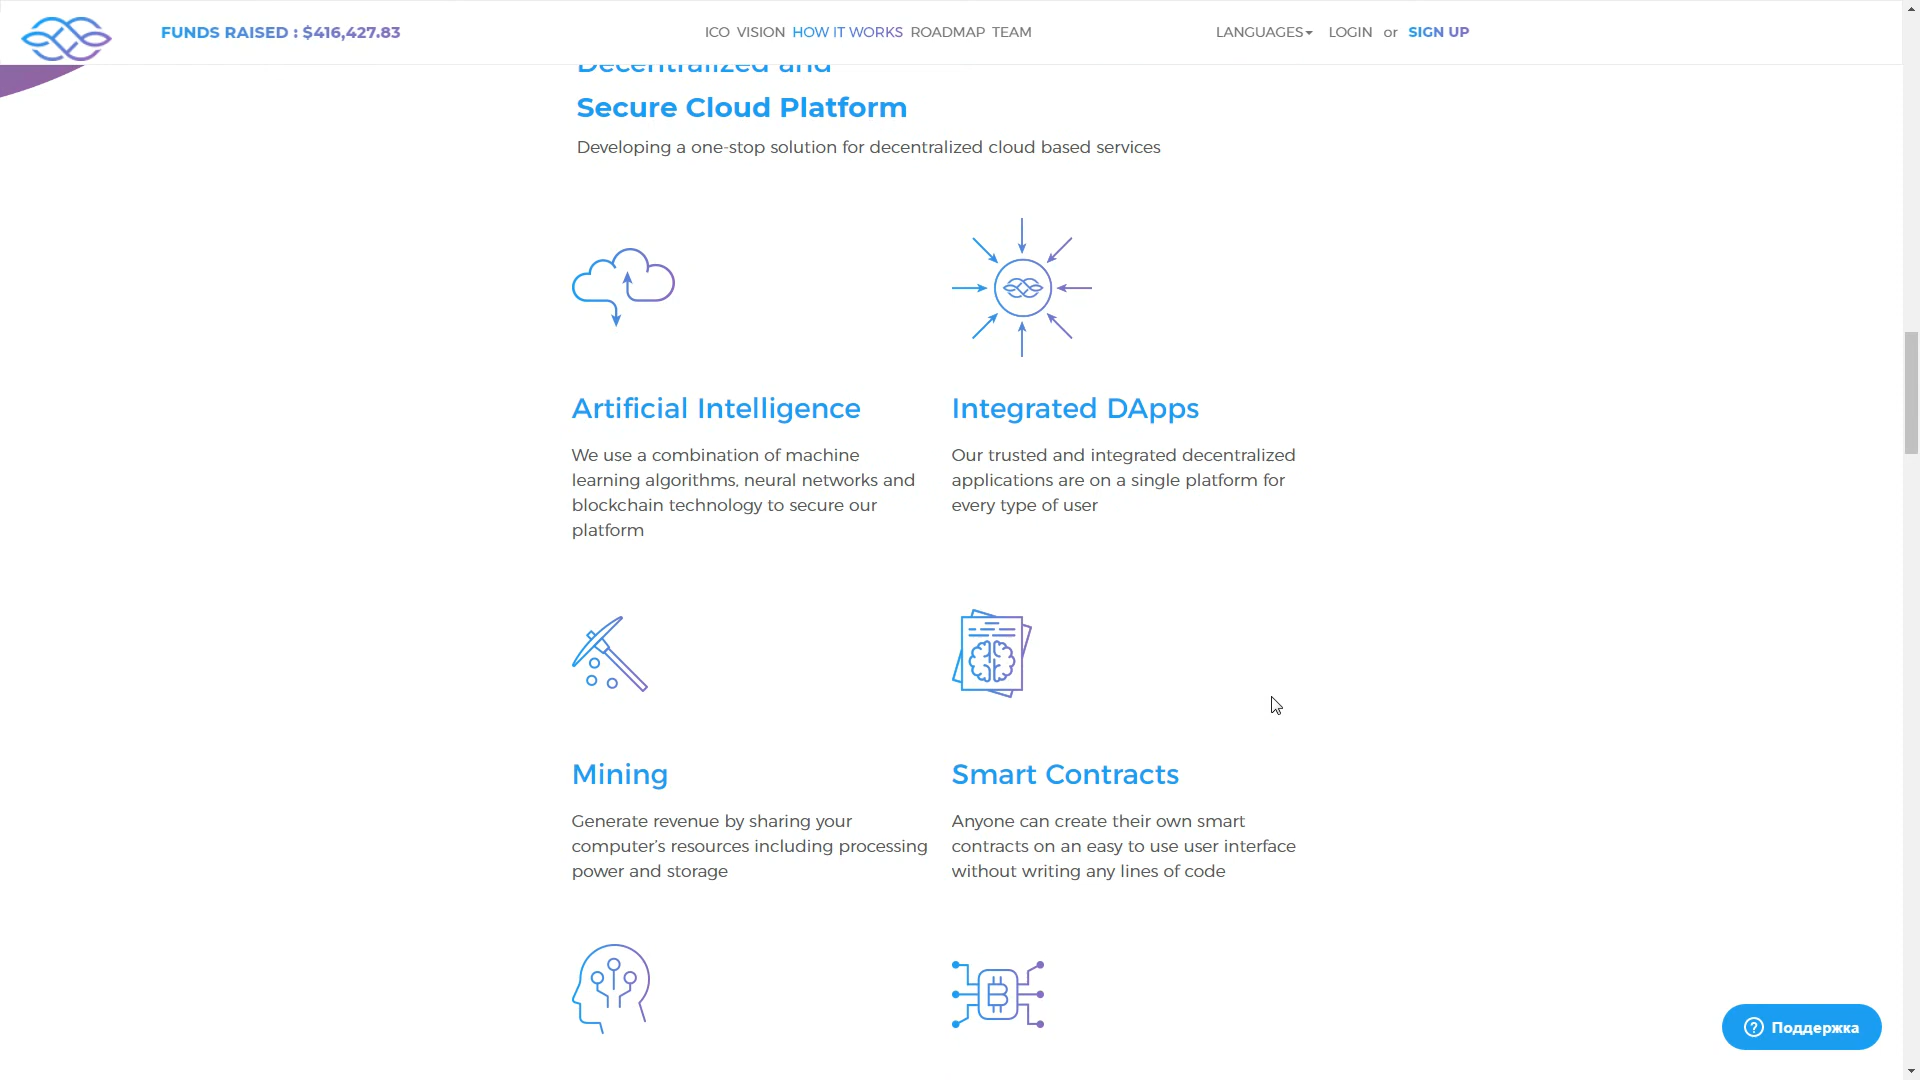 FUNDS RAISED : $416,427.83
ICO VISION HOW IT WORKS ROADMAP TEAM
LANGUAGES LOGIN or SIGN UP
Decentralized and
Secure Cloud Platform
Developing a one-stop solution for decentralized cloud based services
Artificial Intelligence
We use a combination of machine
learning algorithms, neural networks and
blockchain technology to secure our
platform
Integrated DApps
Our trusted and integrated decentralized
applications are on a single platform for
every type of user
Mining
Generate revenue by sharing your
computer’s resources including processing
power and storage
Smart Contracts
Anyone can create their own smart
contracts on an easy to use user interface
without writing any lines of code
Поддержка